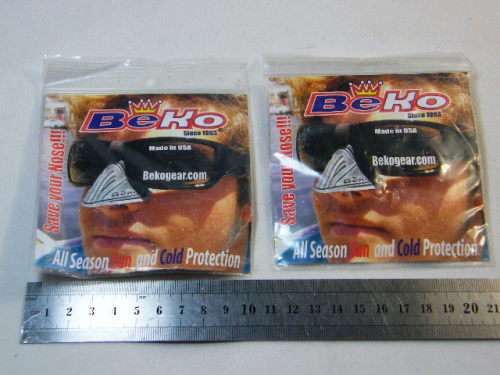 BeKo
Since 1985
Save your Nose!!!
Made in USA
Bekogear.com
All Season Sun and Cold Protection
BeKo
Since 1985
Save your Nose!!!
Made in USA
Bekogear.com
All Season Sun and Cold Protection
1 2 3 4 5 6 7 8 9 10 11 12 13 14 15 16 17 18 19 20 21